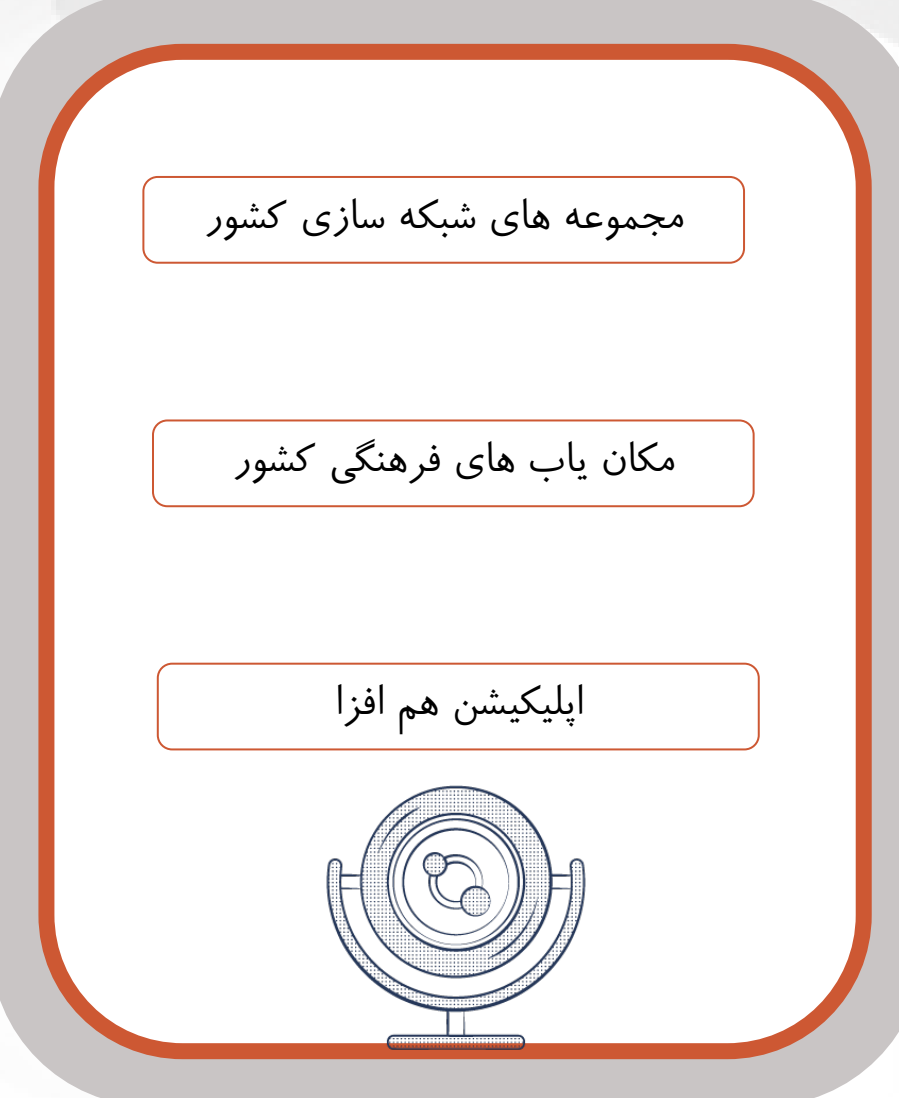 مجموعه های شبکه سازی کشور
مکان یاب های فرهنگی کشور
اپلیکیشن هم افزا